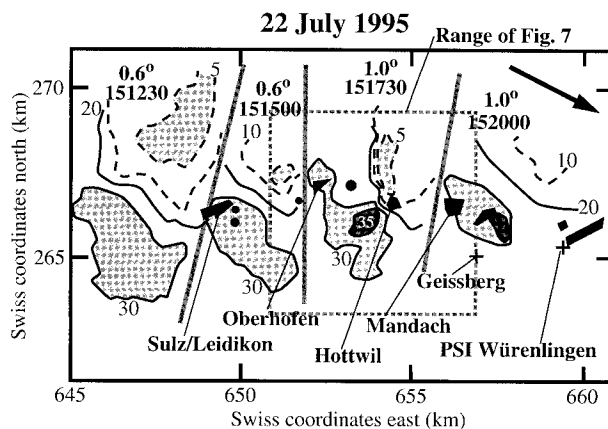 22 July 1995
Range of Fig. 7
0.6° 151230
0.6° 151500
1.0° 151730
1.0° 152000
5
20
10
5
10
20
35
30
30
30
Geissberg
Oberhofen
Mandach
Sulz/Leidikon
Hottwil
PSI Würenlingen
270
265
Swiss coordinates north (km)
645
650
655
660
Swiss coordinates east (km)